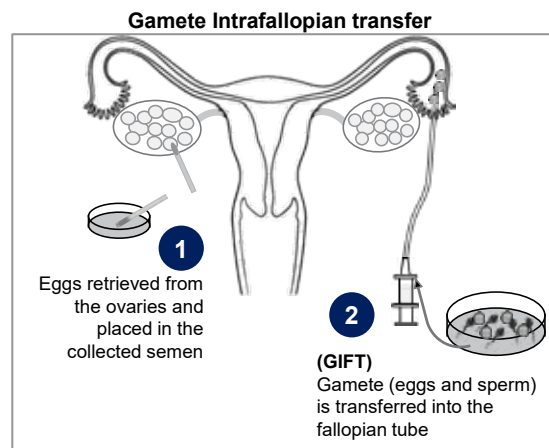 Gamete Intrafallopian transfer
1
Eggs retrieved from
the ovaries and
placed in the
collected semen
2
(GIFT)
Gamete (eggs and sperm)
is transferred into the
fallopian tube